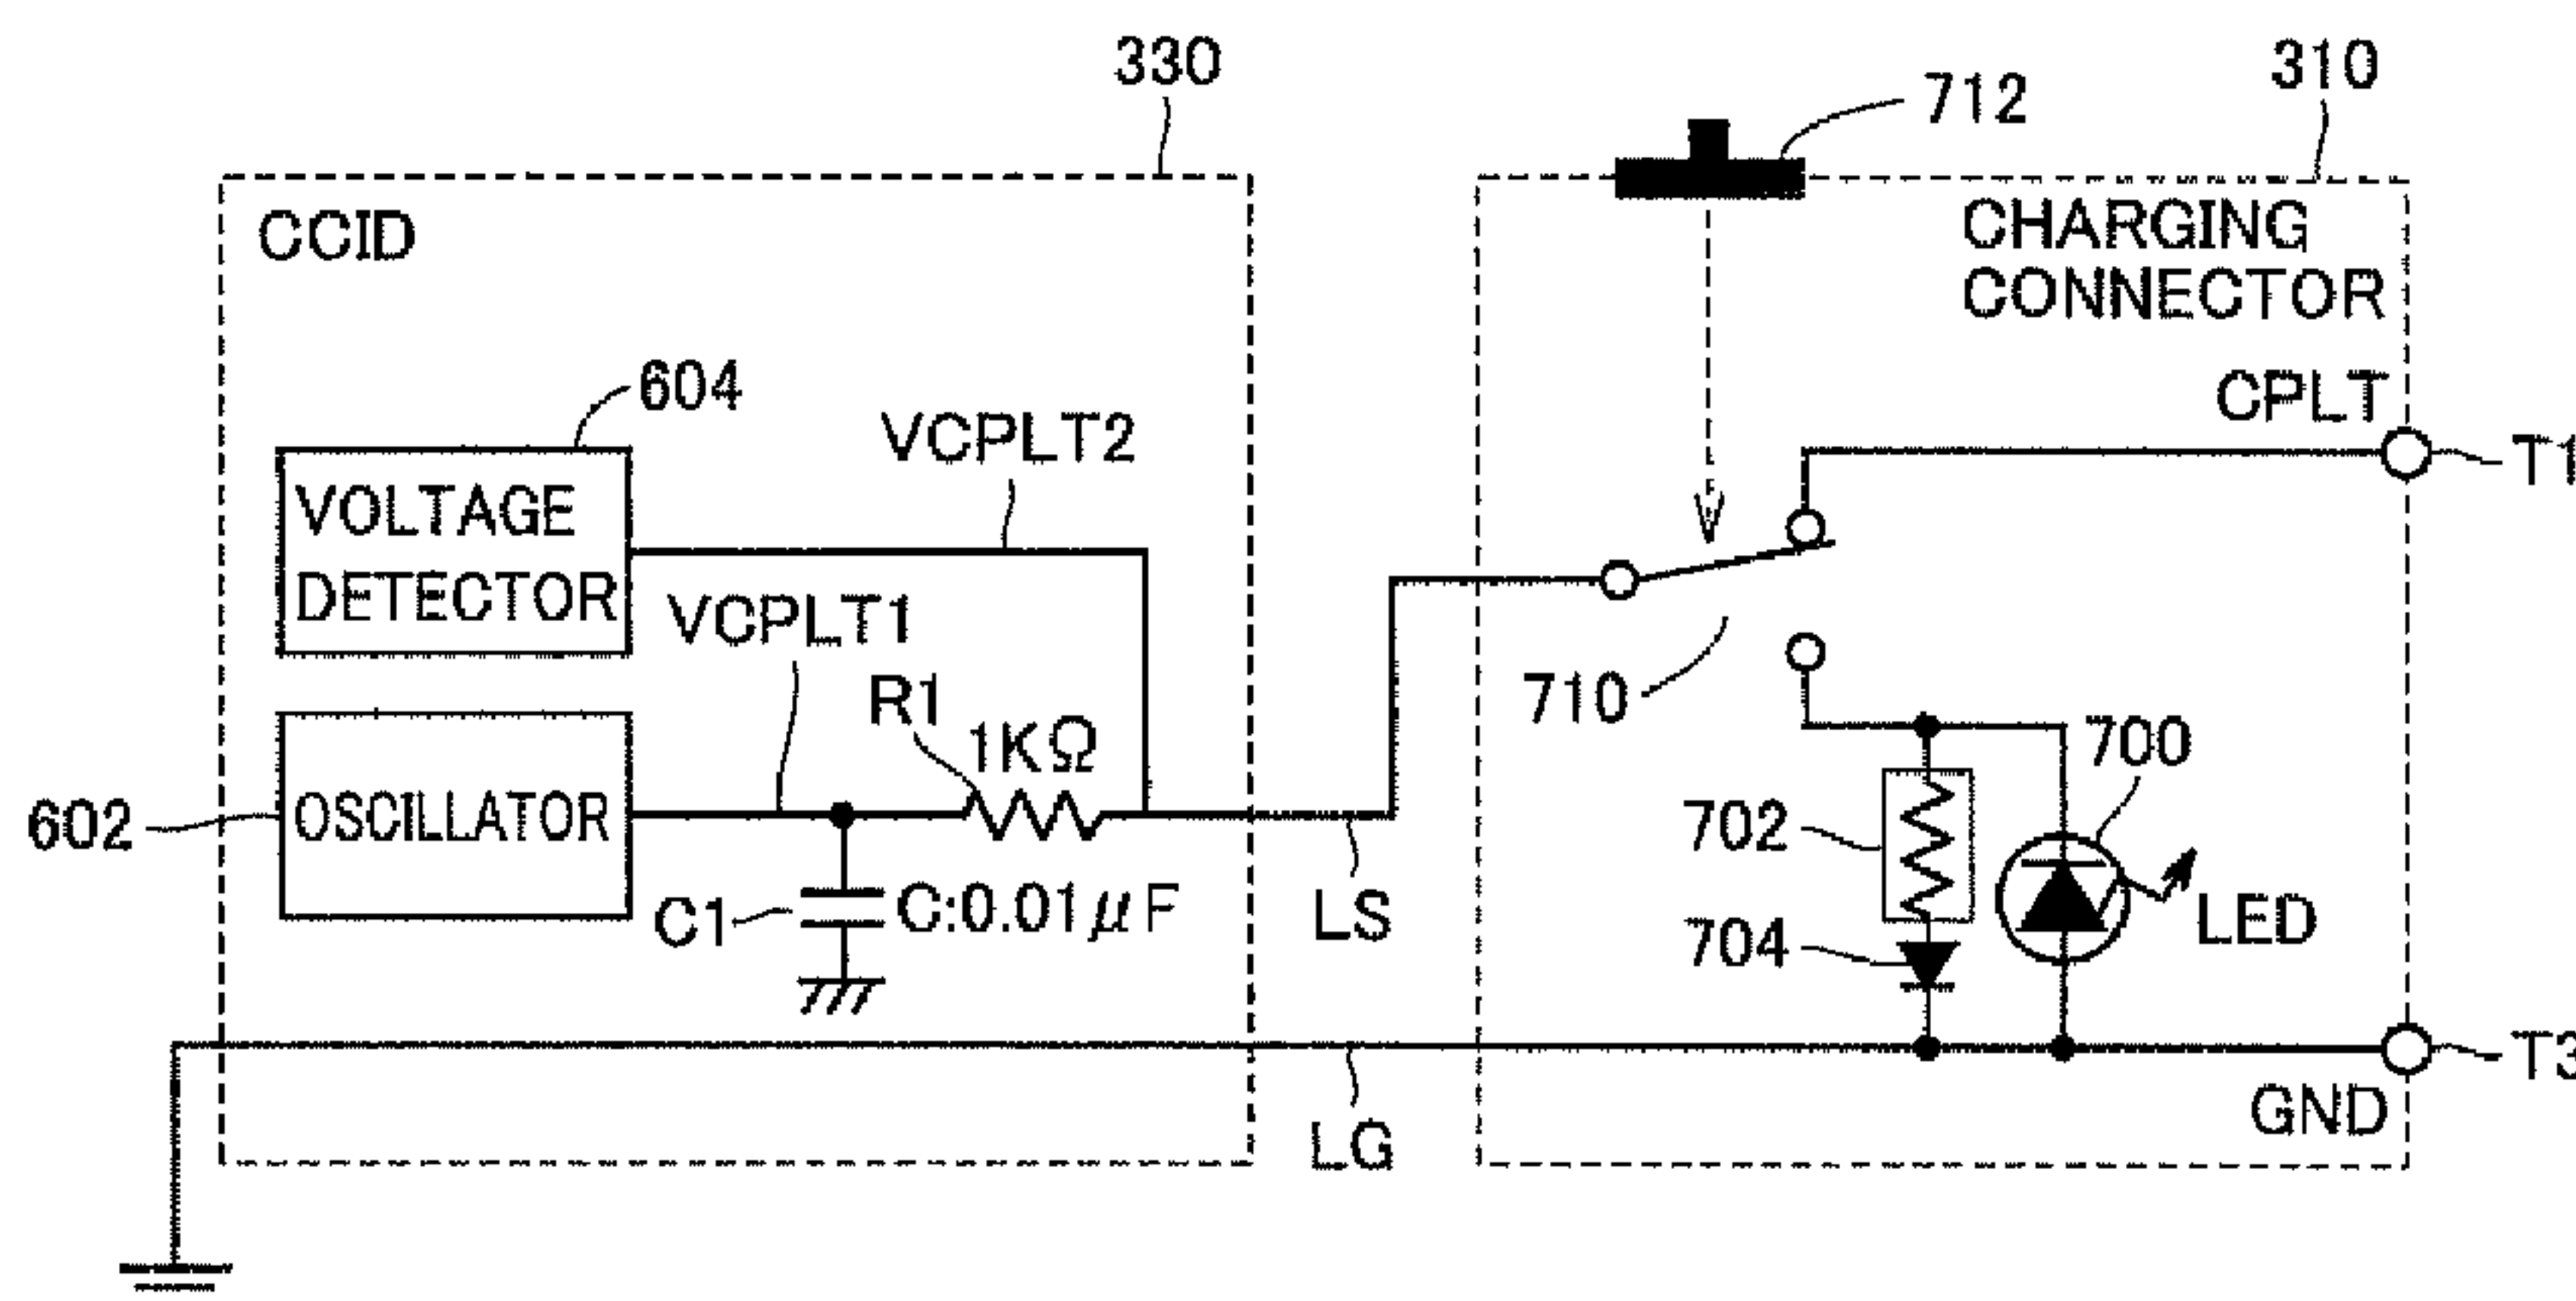 330
310
712
CCID
CHARGING
CONNECTOR
604
CPLT
VCPLT2
T1
VOLTAGE
DETECTOR
VCPLT1
R1
1KΩ
710
700
602
OSCILLATOR
702
C1
C:0.01μF
LS
704
LED
T3
GND
LG